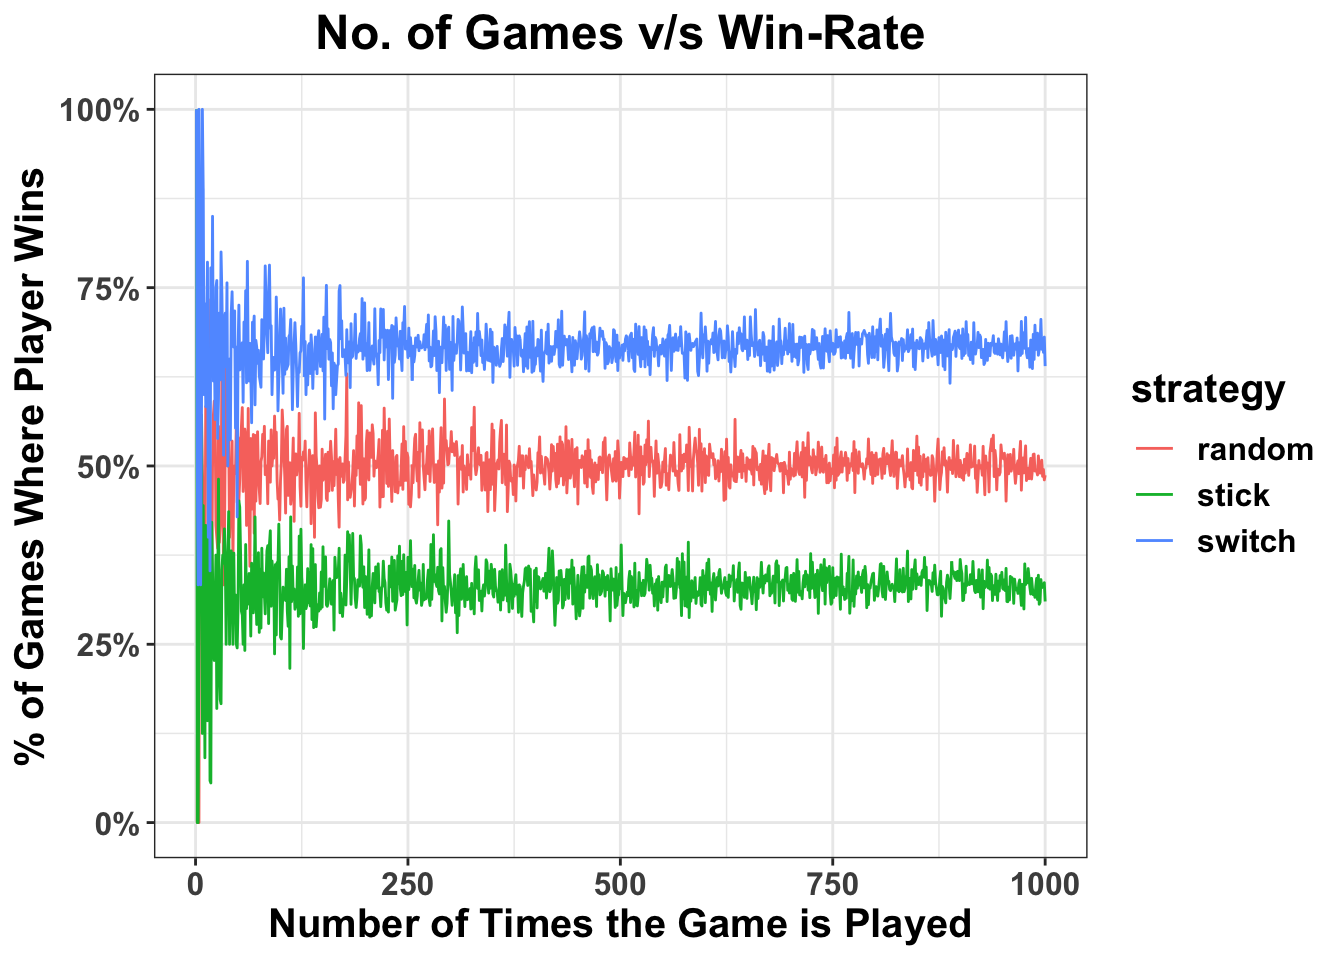 No. of Games v/s Win-Rate
% of Games Where Player Wins
100%
75%
50%
25%
0%
0 250 500 750 1000
Number of Times the Game is Played
strategy
random
stick
switch